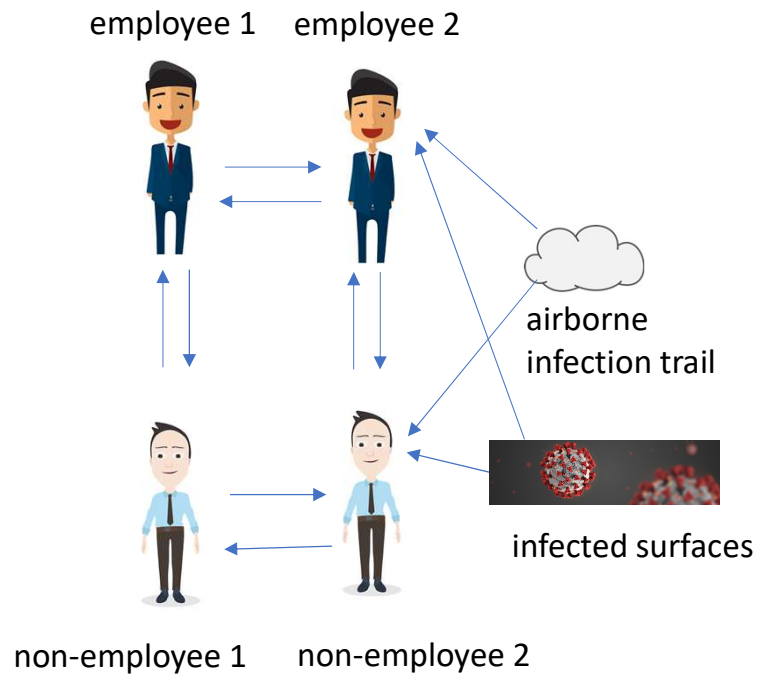 employee 1
employee 2
airborne
infection trail
infected surfaces
non-employee 1
non-employee 2